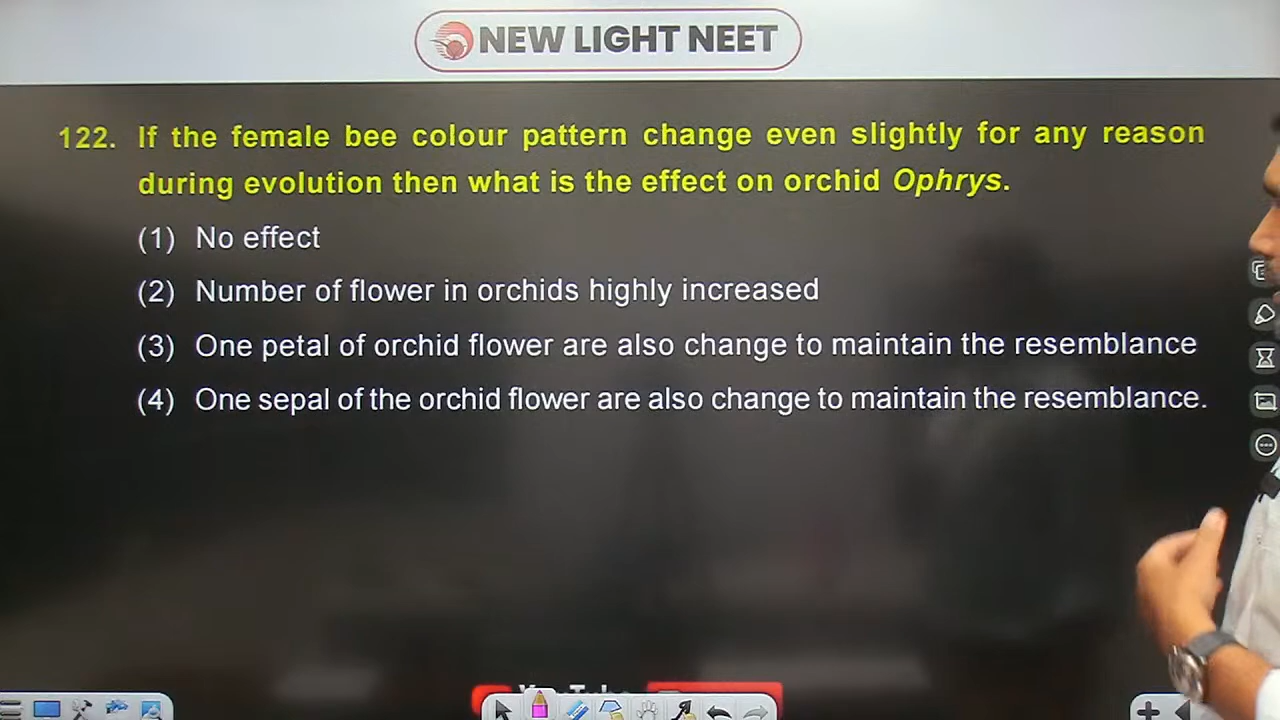 NEW LIGHT NEET
122. If the female bee colour pattern change even slightly for any reason
during evolution then what is the effect on orchid Ophrys.
(1) No effect
(2) Number of flower in orchids highly increased
(3) One petal of orchid flower are also change to maintain the resemblance
(4) One sepal of the orchid flower are also change to maintain the resemblance.